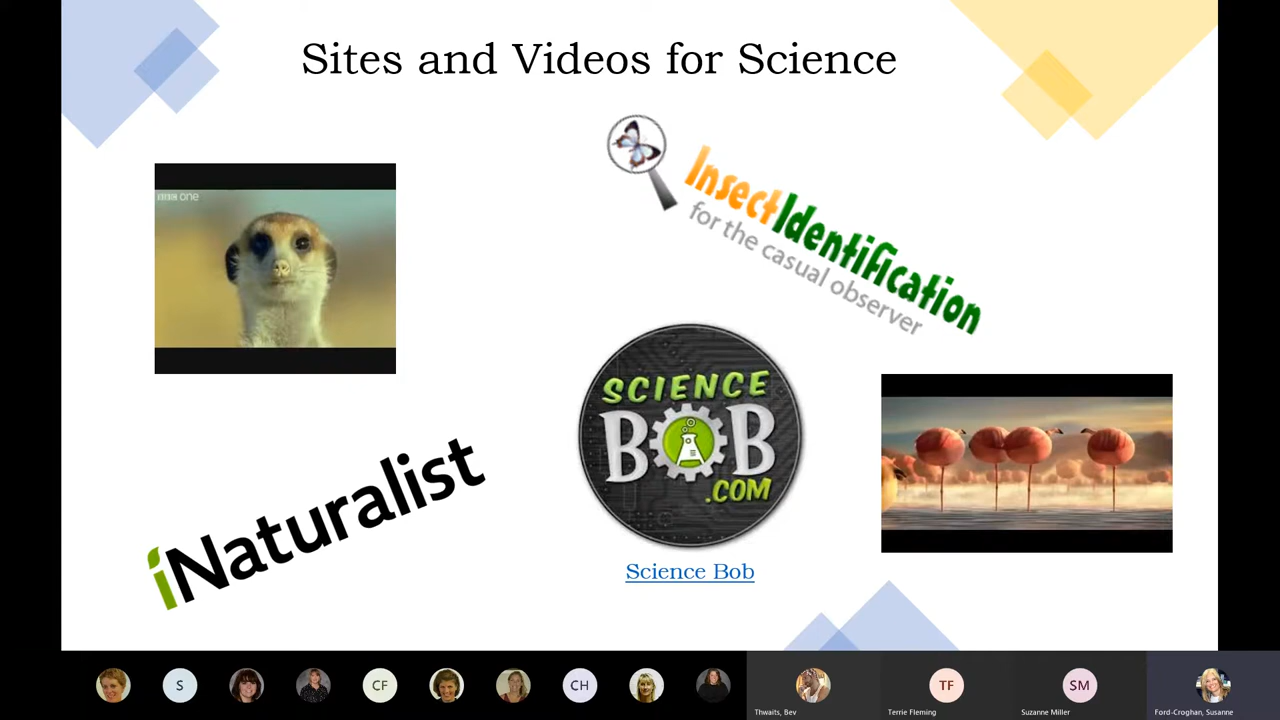 Sites and Videos for Science
one
InsectIdentification
for the casual observer
SCIENCE
BOB
.COM
iNaturalist
Science Bob
S
CF
CH
TF
SM
Thwaits, Bev
Terrie Fleming
Suzanne Miller
Ford-Croghan, Susanne